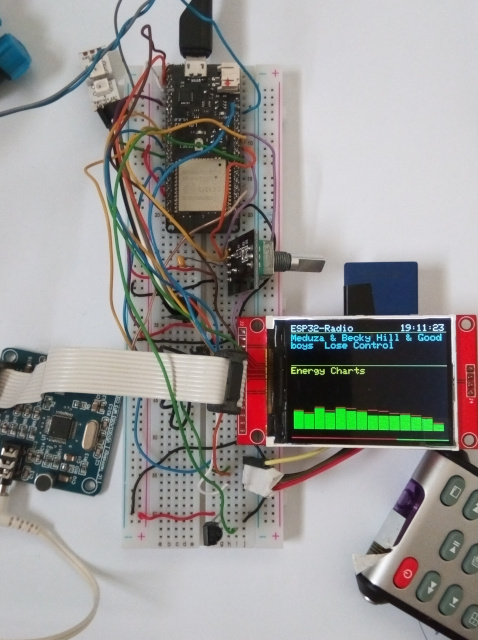 ESP32-Radio 19:11:23
Meduza & Becky Hill & Good
boys  Lose Control
Energy Charts